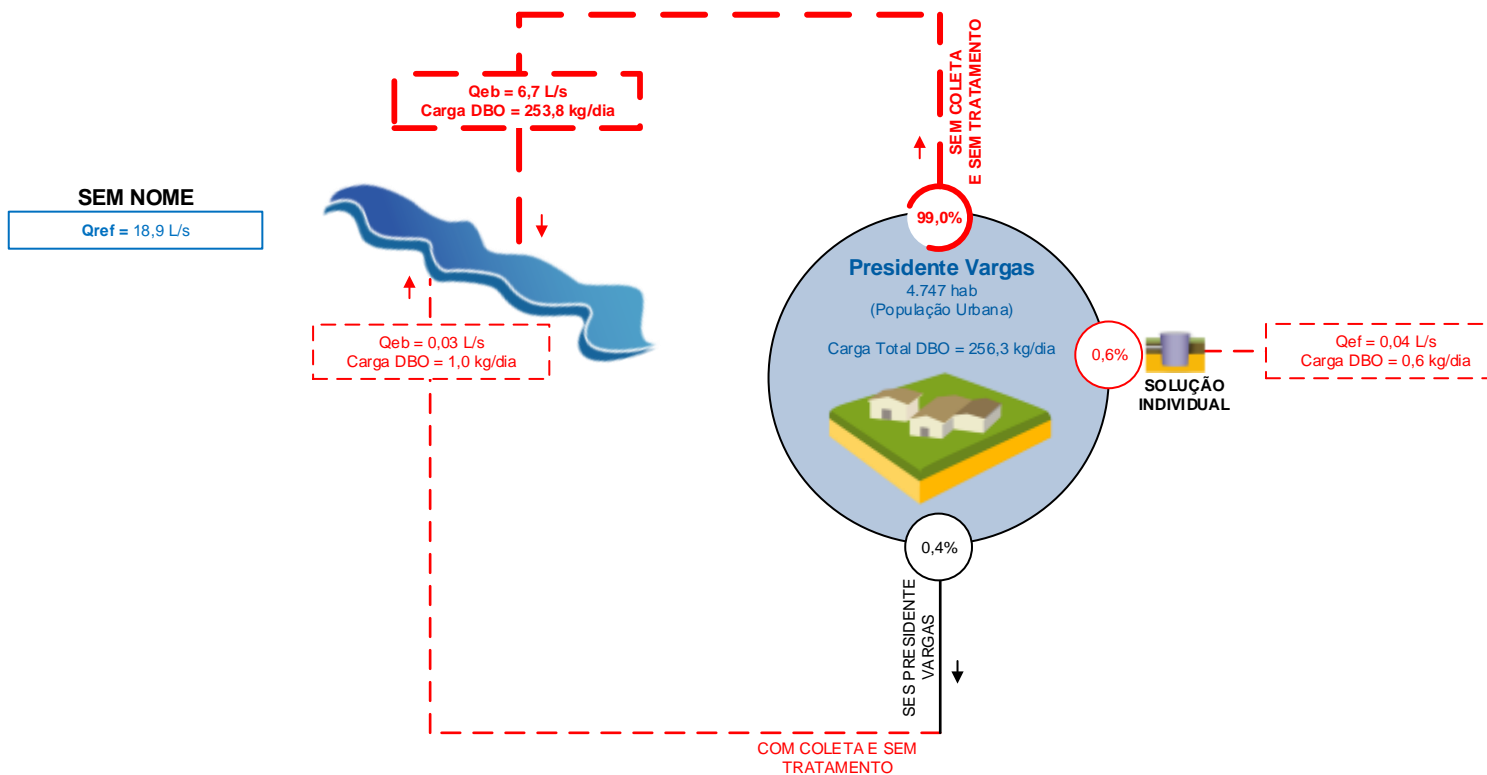 Qeb = 6,7 L/s
Carga DBO = 253,8 kg/dia
SEM COLETA
E SEM TRATAMENTO
SEM NOME
Qref = 18,9 L/s
99,0%
Presidente Vargas
4.747 hab
(População Urbana)
Carga Total DBO = 256,3 kg/dia
Qeb = 0,03 L/s
Carga DBO = 1,0 kg/dia
0,6%
SOLUÇÃO
INDIVIDUAL
Qef = 0,04 L/s
Carga DBO = 0,6 kg/dia
0,4%
SES PRESIDENTE
VARGAS
COM COLETA E SEM
TRATAMENTO